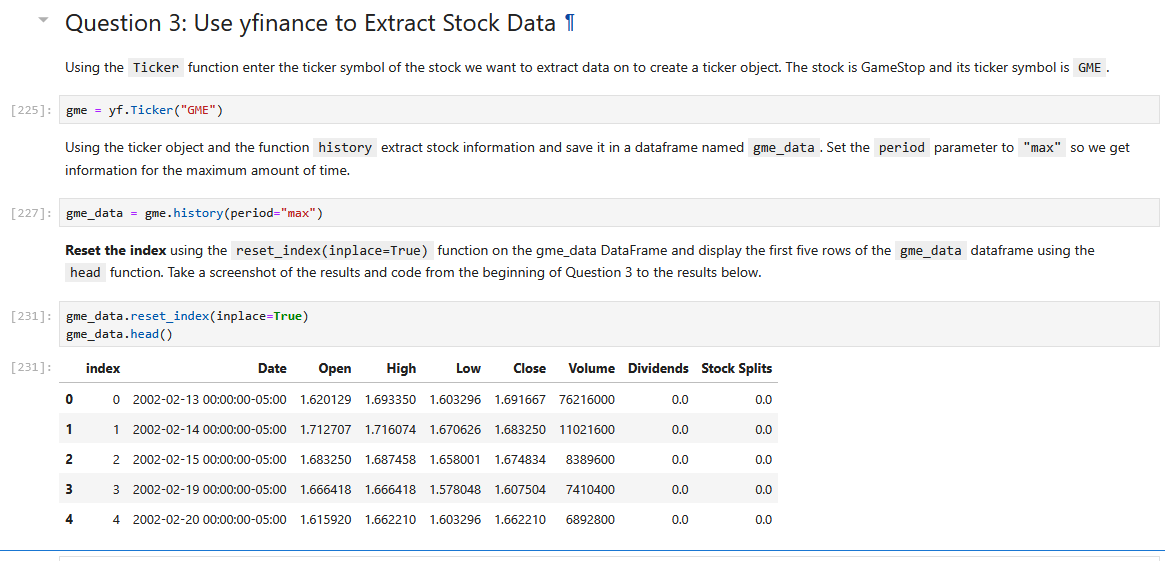 Question 3: Use yfinance to Extract Stock Data ¶
Using the Ticker function enter the ticker symbol of the stock we want to extract data on to create a ticker object. The stock is GameStop and its ticker symbol is GME .
[225]: gme = yf.Ticker("GME")
Using the ticker object and the function history extract stock information and save it in a dataframe named gme_data . Set the period parameter to "max" so we get
information for the maximum amount of time.
[227]: gme_data = gme.history(period="max")
Reset the index using the reset_index(inplace=True) function on the gme_data DataFrame and display the first five rows of the gme_data dataframe using the
head function. Take a screenshot of the results and code from the beginning of Question 3 to the results below.
[231]: gme_data.reset_index(inplace=True)
gme_data.head()
[231]: index Date Open High Low Close Volume Dividends Stock Splits
0 0 2002-02-13 00:00:00-05:00 1.620129 1.693350 1.603296 1.691667 76216000 0.0 0.0
1 1 2002-02-14 00:00:00-05:00 1.712707 1.716074 1.670626 1.683250 11021600 0.0 0.0
2 2 2002-02-15 00:00:00-05:00 1.683250 1.687458 1.658001 1.674834 8389600 0.0 0.0
3 3 2002-02-19 00:00:00-05:00 1.666418 1.666418 1.578048 1.607504 7410400 0.0 0.0
4 4 2002-02-20 00:00:00-05:00 1.615920 1.662210 1.603296 1.662210 6892800 0.0 0.0